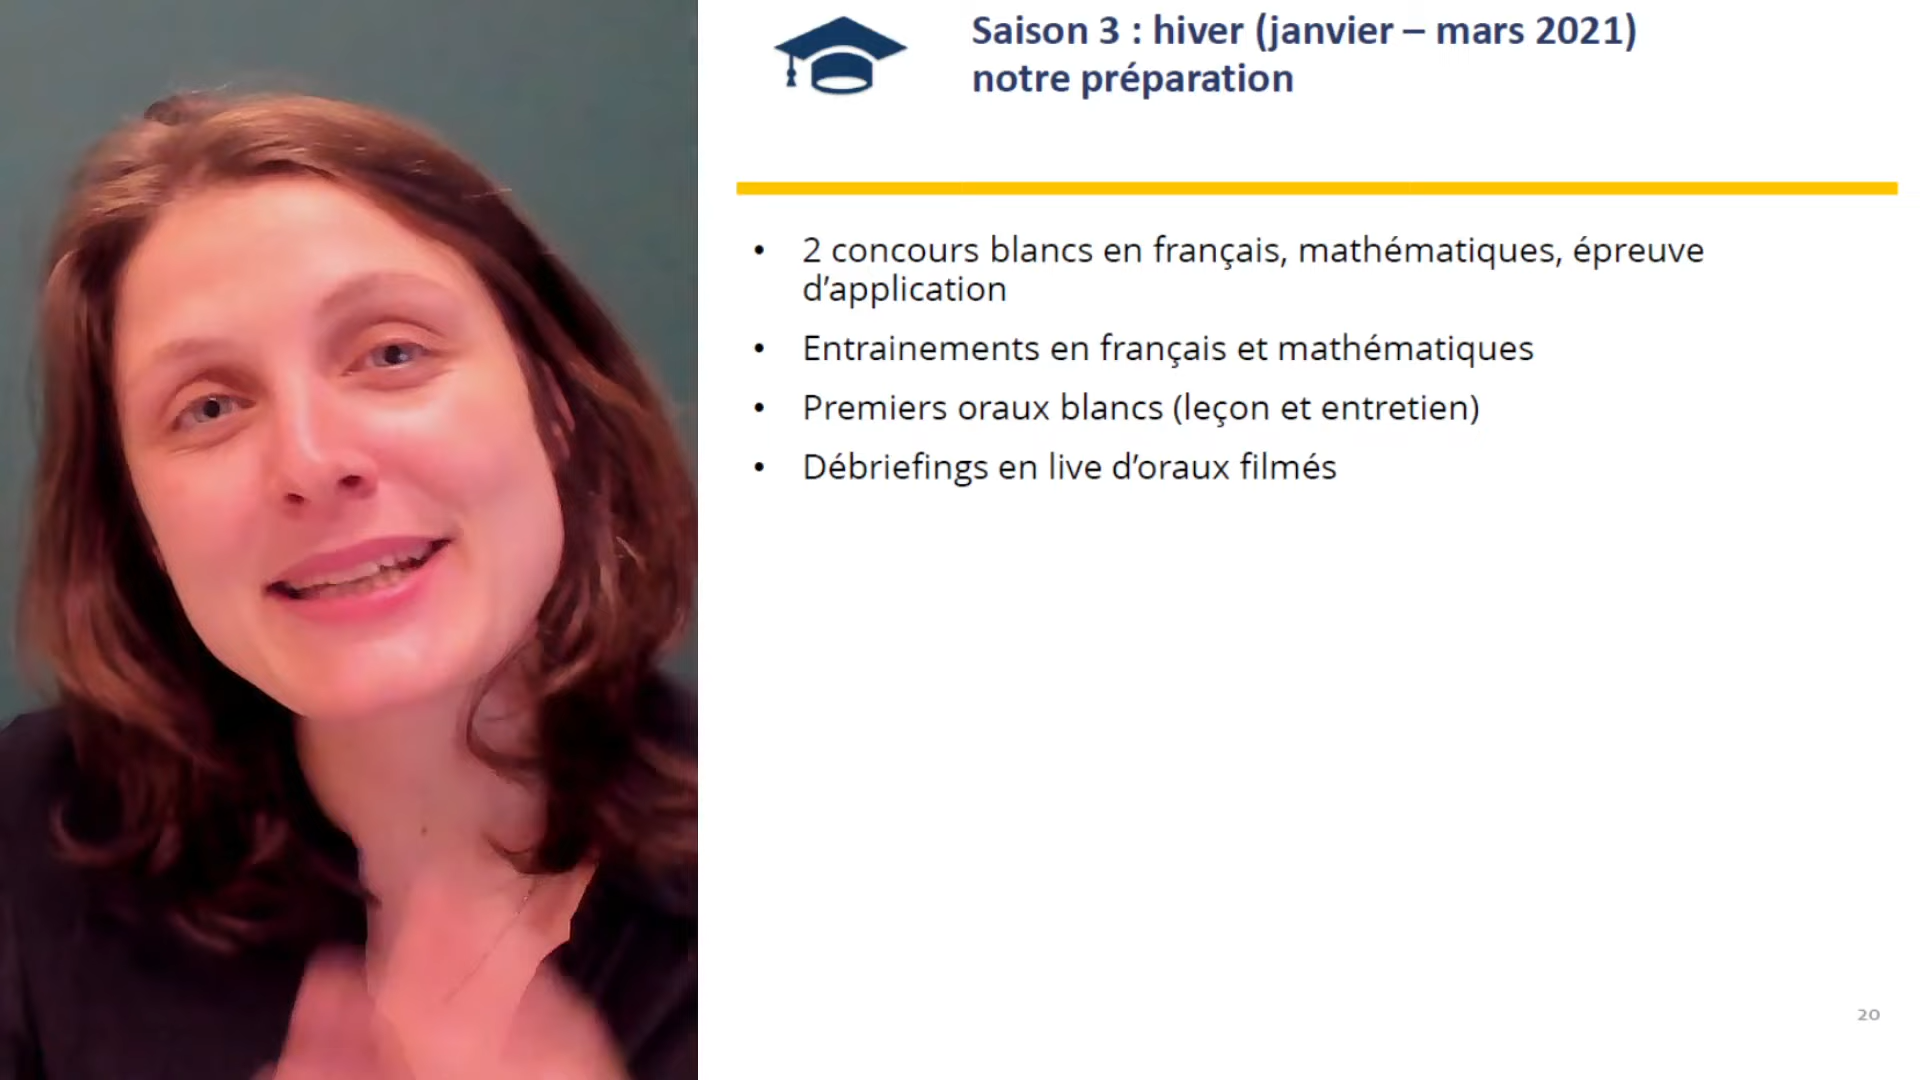 Saison 3 : hiver (janvier – mars 2021)
notre préparation
• 2 concours blancs en français, mathématiques, épreuve
d’application
• Entrainements en français et mathématiques
• Premiers oraux blancs (leçon et entretien)
• Débriefings en live d’oraux filmés
20